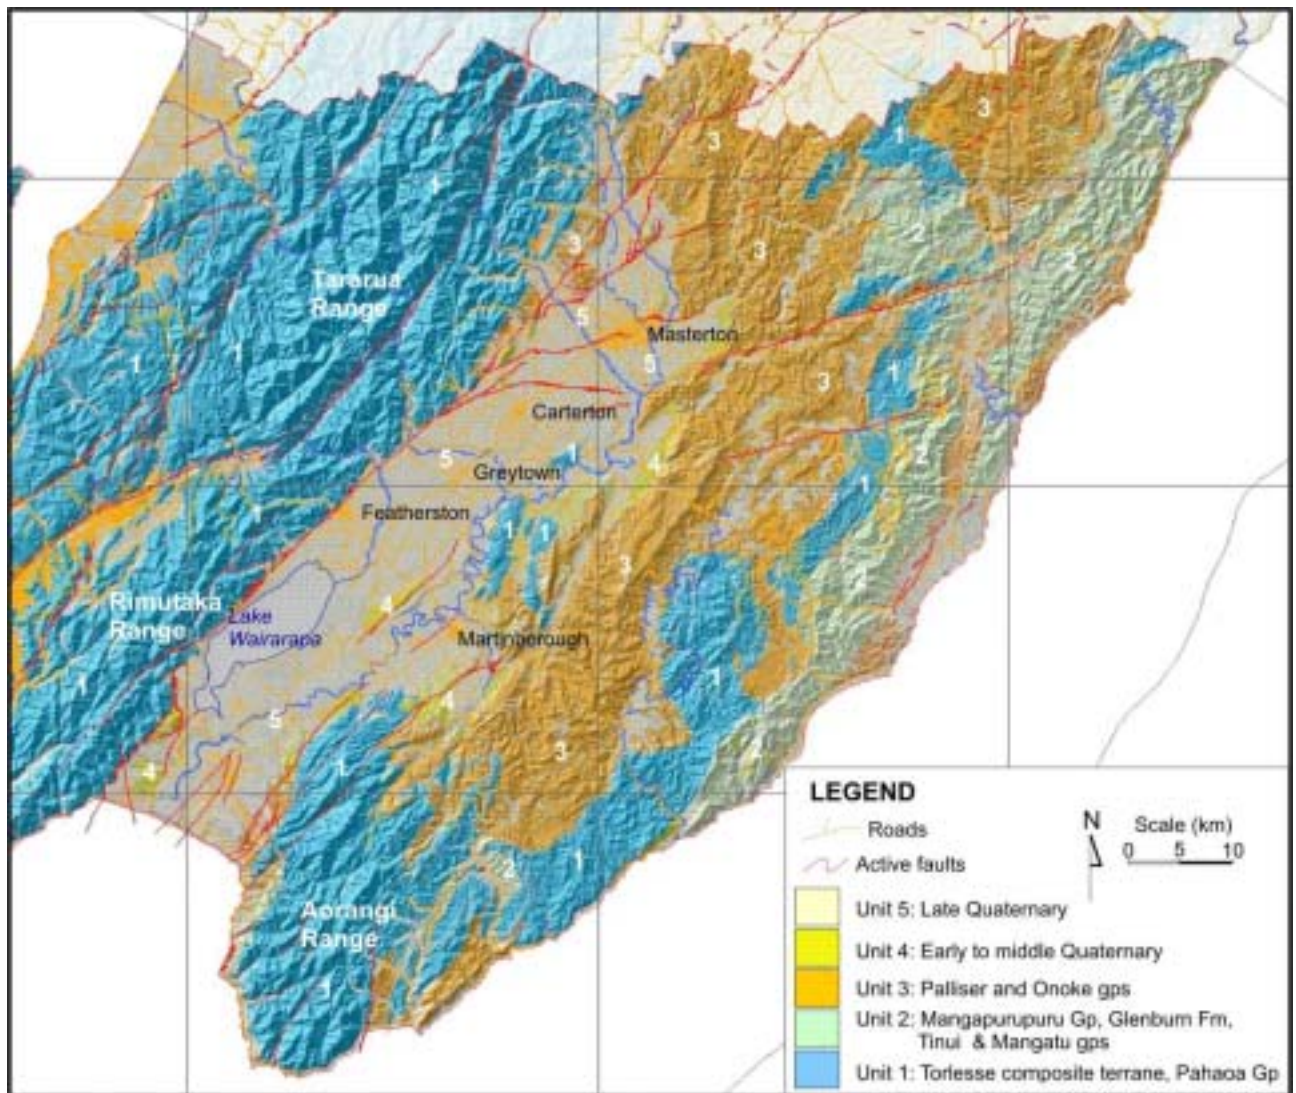 3
1
3
1
1
2
2
3
3
Tararua
Range
5
Masterton
1
1
5
3
1
Carterton
1
4
2
5
Greytown
1
Featherston
1
1
1
3
2
4
Rimutaka
Range
Lake
Wairarapa
Martinborough
1
1
4
5
3
2
1
4
2
1
Aorangi
Range
1
LEGEND
Roads
Active faults
N
Scale (km)
0 5 10
Unit 5: Late Quaternary
Unit 4: Early to middle Quaternary
Unit 3: Palliser and Onoke gps
Unit 2: Mangapurupuru Gp, Glenburn Fm,
Tinui & Mangatu gps
Unit 1: Torlesse composite terrane, Pahaoa Gp